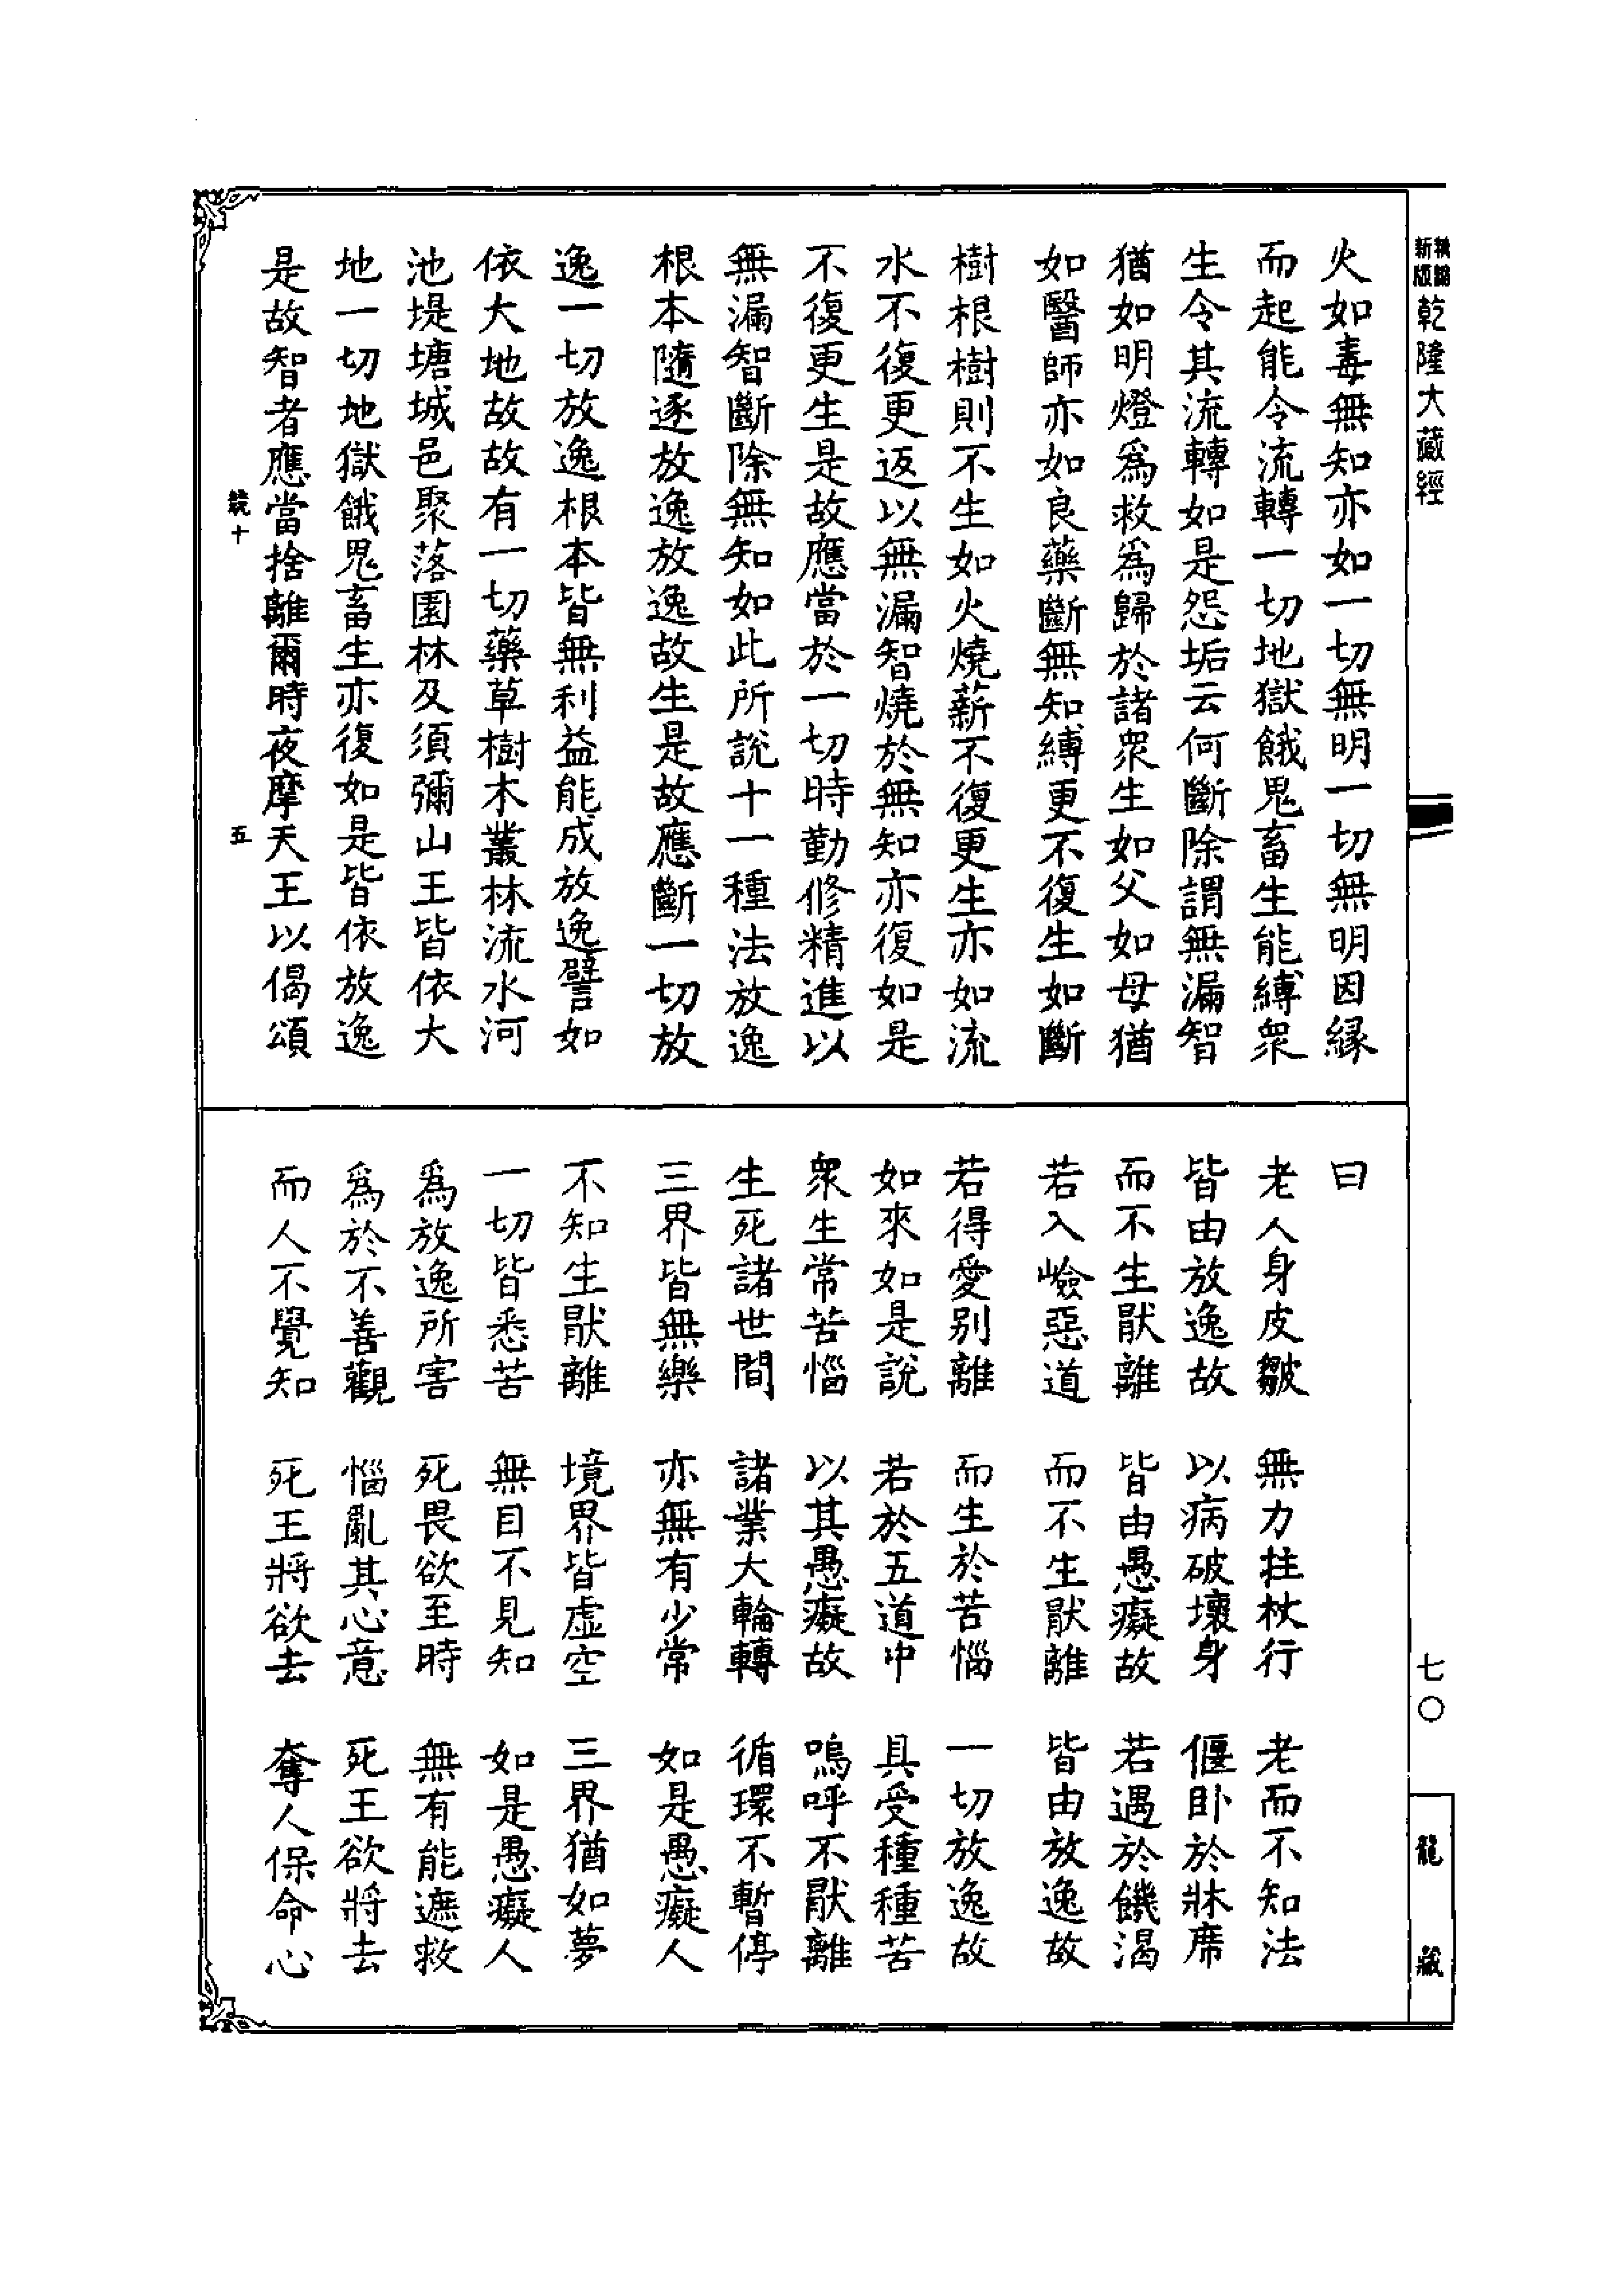 新版
乾隆大藏經
火如毒無知亦如一切無明一切無明因縁
而起能令流轉一切地獄餓鬼畜生能縛眾
生令其流轉如是怨垢云何斷除謂無漏智
猶如明燈爲救爲歸於諸眾生如父如母猶
如醫師亦如良藥斷無知縛更不復生如斷
樹根樹則不生如火燒薪不復更生亦如流
水不復更返以無漏智燒於無知亦復如是
不復更生是故應當於一切時勤修精進以
無漏智斷除無知如此所說十一種法放逸
根本隨逐放逸放逸故生是故應斷一切放
逸一切放逸根本皆無利益能成放逸譬如
依大地故故有一切藥草樹木叢林流水河
池堤塘城邑聚落園林及須彌山王皆依大
地一切地獄餓鬼畜生亦復如是皆依放逸
是故智者應當捨離爾時夜摩天王以偈頌
十 五
曰
老人身皮皺 無力拄杖行 老而不知法
皆由放逸故 以病破壞身 偃卧於牀席
而不生厭離 皆由愚癡故 若遇於饑渴
若入嶮惡道 而不生厭離 皆由放逸故
若得愛別離 而生於苦惱 一切放逸故
如來如是說 若於五道中 具受種種苦
眾生常苦惱 以其愚癡故 嗚呼不厭離
生死諸世間 諸業大輪轉 循環不暫停
三界皆無樂 亦無有少常 如是愚癡人
不知生厭離 境界皆虛空 三界猶如夢
一切皆悉苦 無目不見知 如是愚癡人
爲放逸所害 死畏欲至時 無有能遮救
爲於不善觀 惱亂其心意 死王欲將去
而人不覺知 死王將欲去 奪人保命心
七〇
龍藏